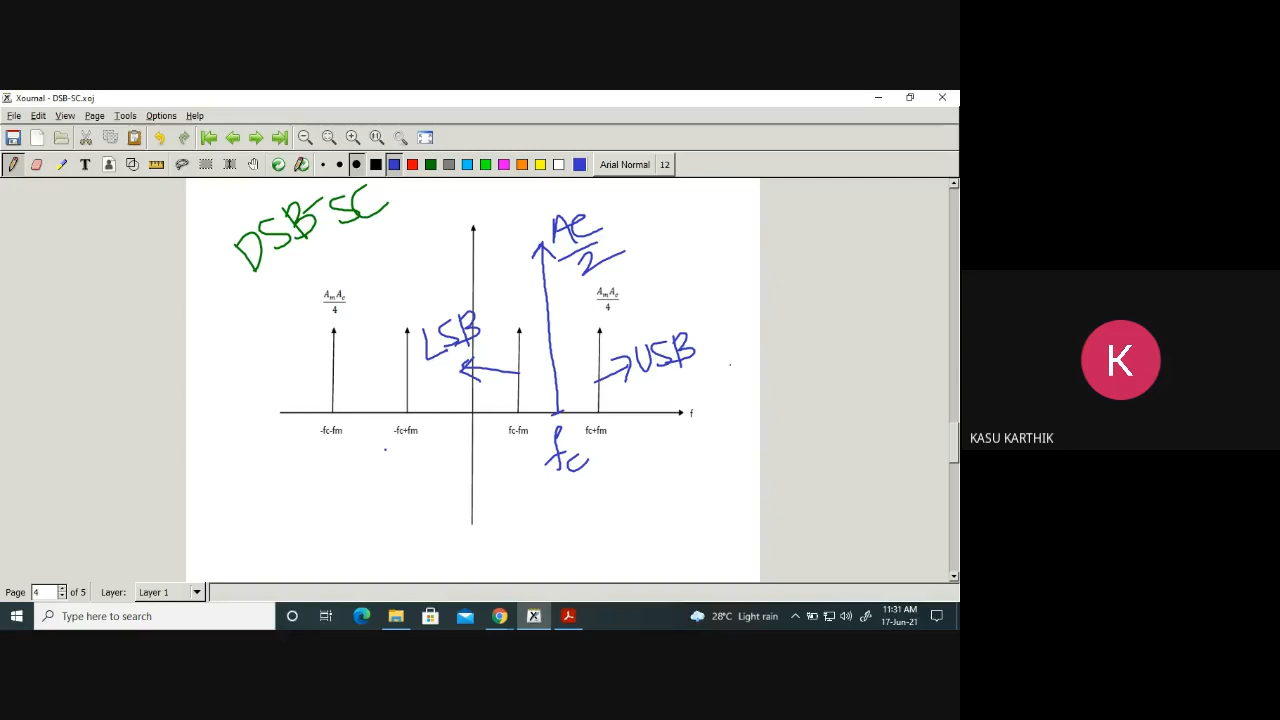 Xournal - DSB-SC.xoj
File Edit View Page Tools Options Help
T Arial Normal 12
DSB-SC
Ac
2
AₘA꜀
4
AₘA꜀
4
LSB
USB
f
-fc-fm -fc+fm fc-fm fc+fm
fc
K
KASU KARTHIK
Page 4 of 5 Layer: Layer 1
Type here to search
28°C Light rain
11:31 AM
17-Jun-21